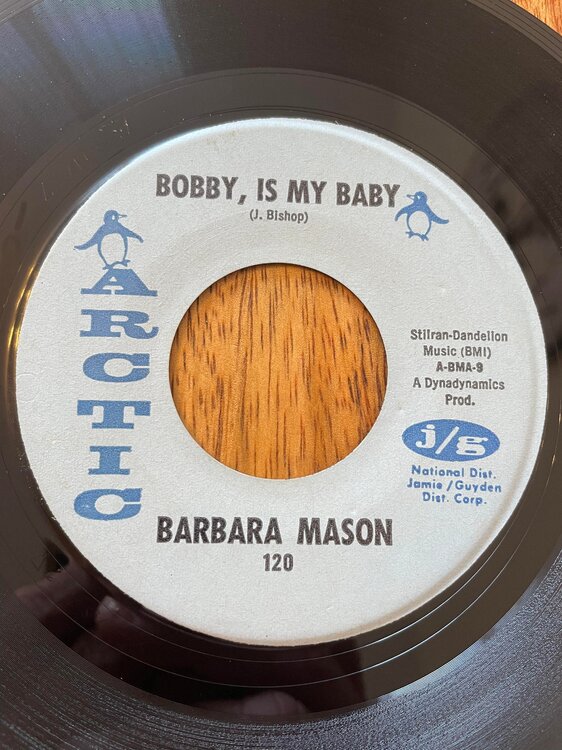 BOBBY, IS MY BABY
(J. Bishop)
ARCTIC
Stilran-Dandelion
Music (BMI)
A-BMA-9
A Dynadynamics
Prod.
j/g
National Dist.
Jamie/Guyden
Dist. Corp.
BARBARA MASON
120